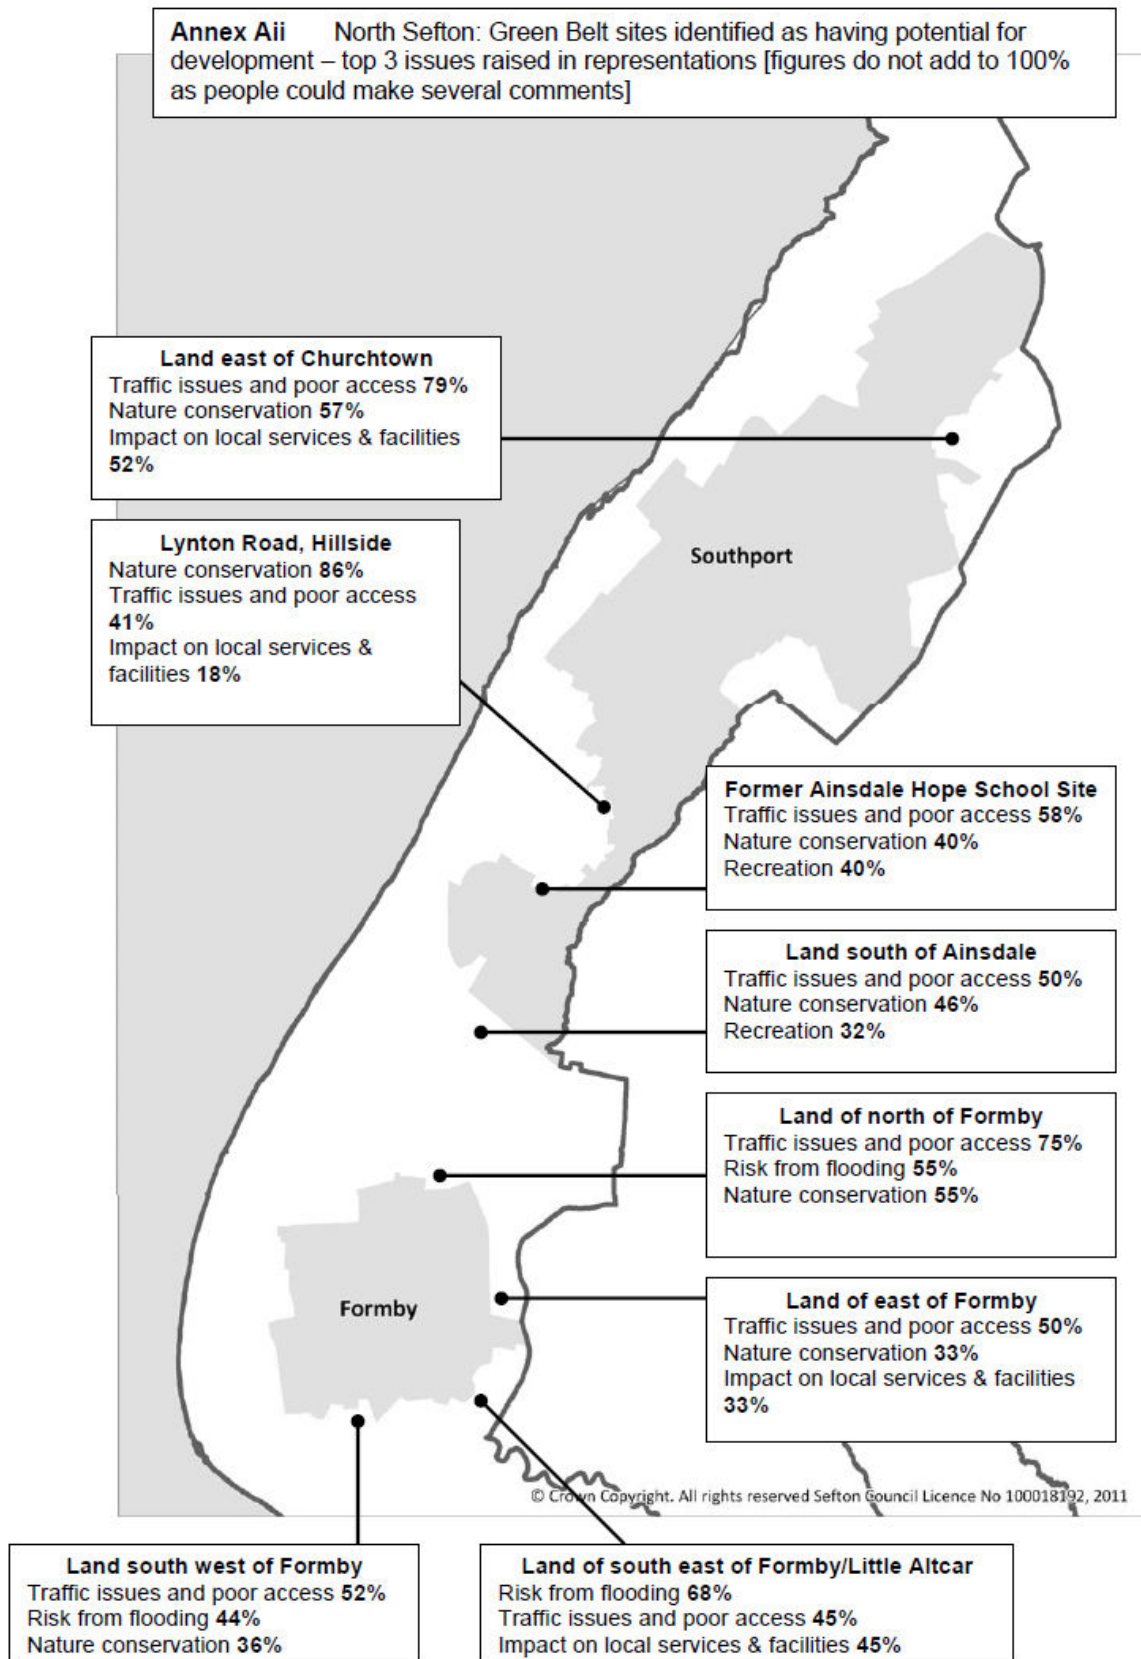 Annex Aii North Sefton: Green Belt sites identified as having potential for
development – top 3 issues raised in representations [figures do not add to 100%
as people could make several comments]
Land east of Churchtown
Traffic issues and poor access 79%
Nature conservation 57%
Impact on local services & facilities
52%
Lynton Road, Hillside
Nature conservation 86%
Traffic issues and poor access
41%
Impact on local services &
facilities 18%
Southport
Former Ainsdale Hope School Site
Traffic issues and poor access 58%
Nature conservation 40%
Recreation 40%
Land south of Ainsdale
Traffic issues and poor access 50%
Nature conservation 46%
Recreation 32%
Land of north of Formby
Traffic issues and poor access 75%
Risk from flooding 55%
Nature conservation 55%
Formby
Land of east of Formby
Traffic issues and poor access 50%
Nature conservation 33%
Impact on local services & facilities
33%
© Crown Copyright. All rights reserved Sefton Council Licence No 100018192, 2011
Land south west of Formby
Traffic issues and poor access 52%
Risk from flooding 44%
Nature conservation 36%
Land of south east of Formby/Little Altcar
Risk from flooding 68%
Traffic issues and poor access 45%
Impact on local services & facilities 45%